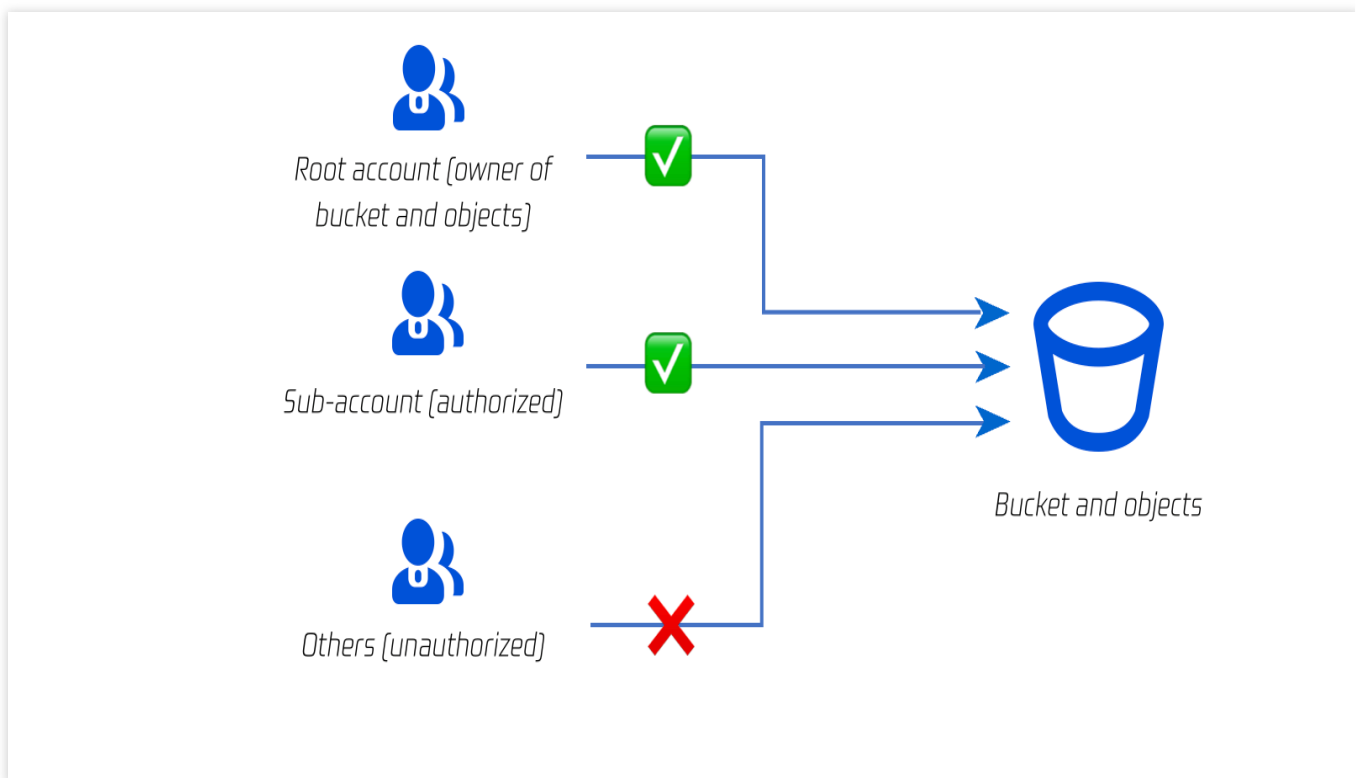 Root account (owner of
bucket and objects)
Sub-account (authorized)
Others (unauthorized)
Bucket and objects